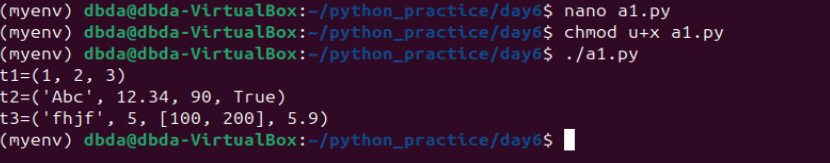 (myenv) dbda@dbda-VirtualBox:~/python_practice/day6$ nano a1.py
(myenv) dbda@dbda-VirtualBox:~/python_practice/day6$ chmod u+x a1.py
(myenv) dbda@dbda-VirtualBox:~/python_practice/day6$ ./a1.py
t1=(1, 2, 3)
t2=('Abc', 12.34, 90, True)
t3=('fhjf', 5, [100, 200], 5.9)
(myenv) dbda@dbda-VirtualBox:~/python_practice/day6$